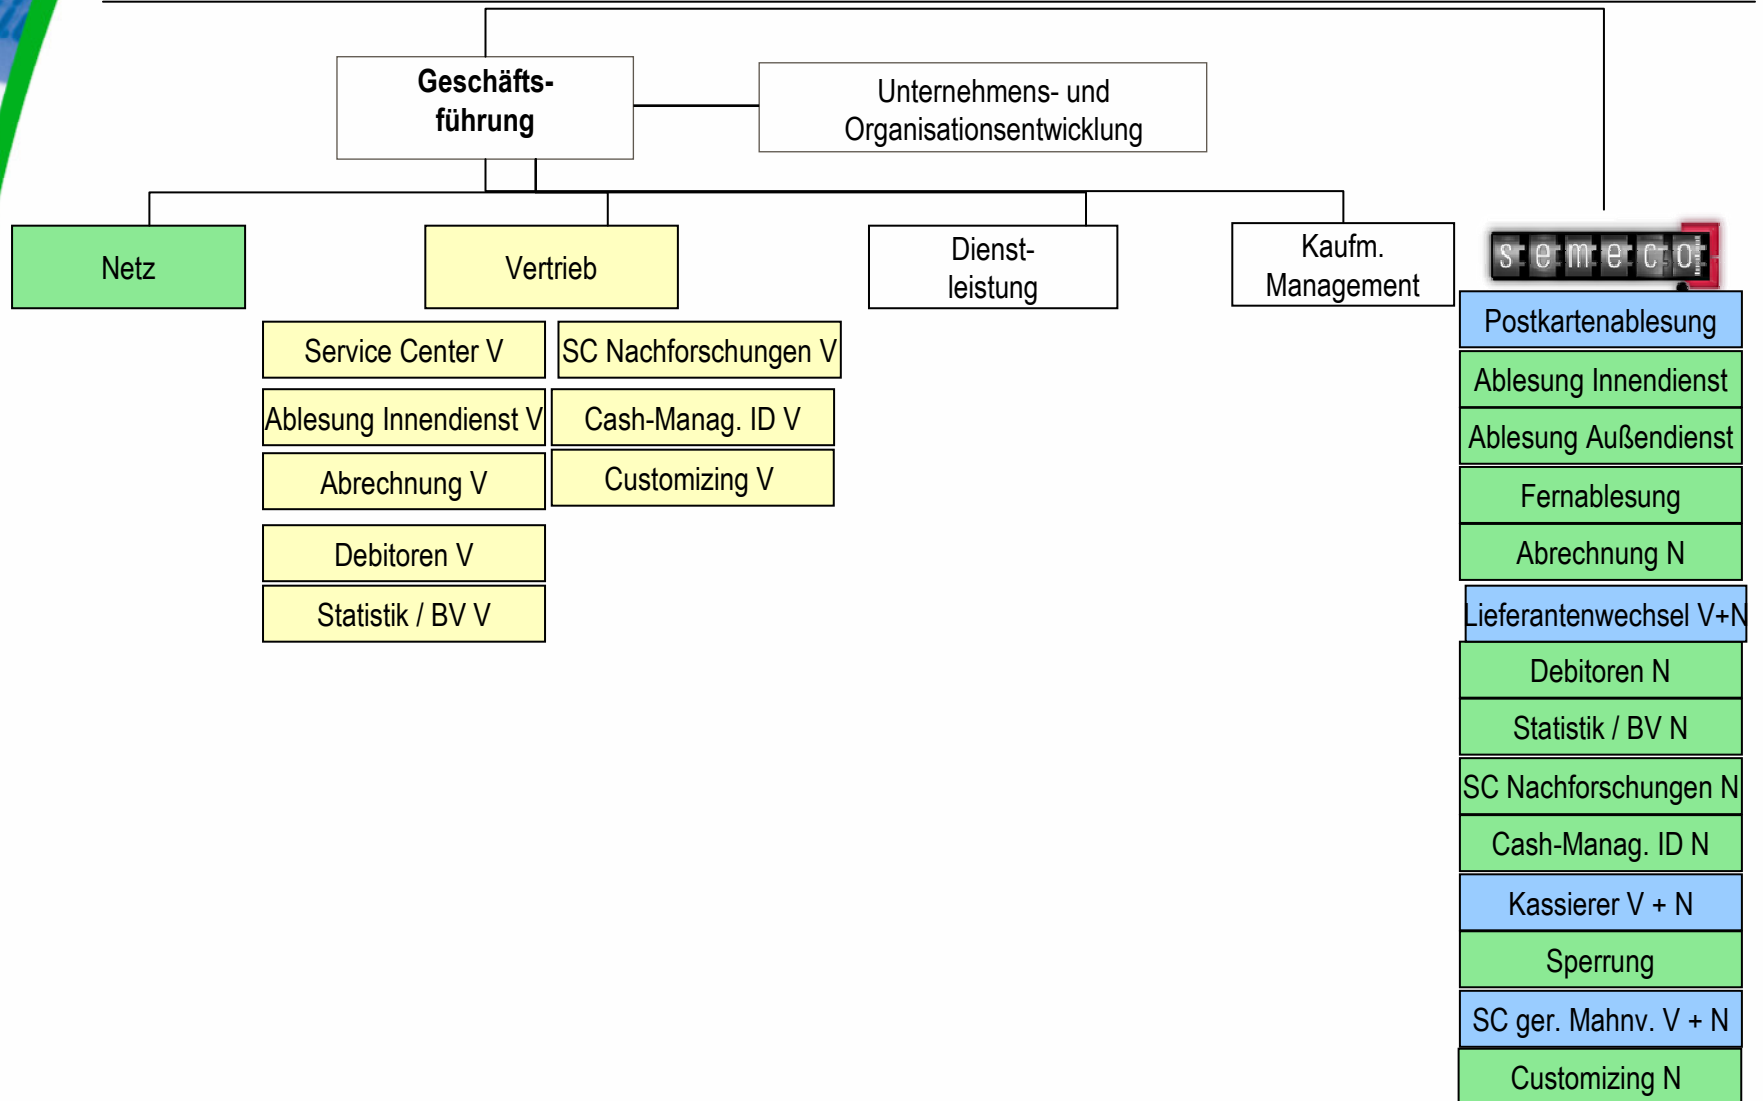 Geschäfts-
führung
Unternehmens- und
Organisationsentwicklung
Netz
Vertrieb
Dienst-
leistung
Kaufm.
Management
semeco
Service Center V
SC Nachforschungen V
Ablesung Innendienst V
Cash-Manag. ID V
Abrechnung V
Customizing V
Debitoren V
Statistik / BV V
Postkartenablesung
Ablesung Innendienst
Ablesung Außendienst
Fernablesung
Abrechnung N
Lieferantenwechsel V+N
Debitoren N
Statistik / BV N
SC Nachforschungen N
Cash-Manag. ID N
Kassierer V + N
Sperrung
SC ger. Mahnv. V + N
Customizing N